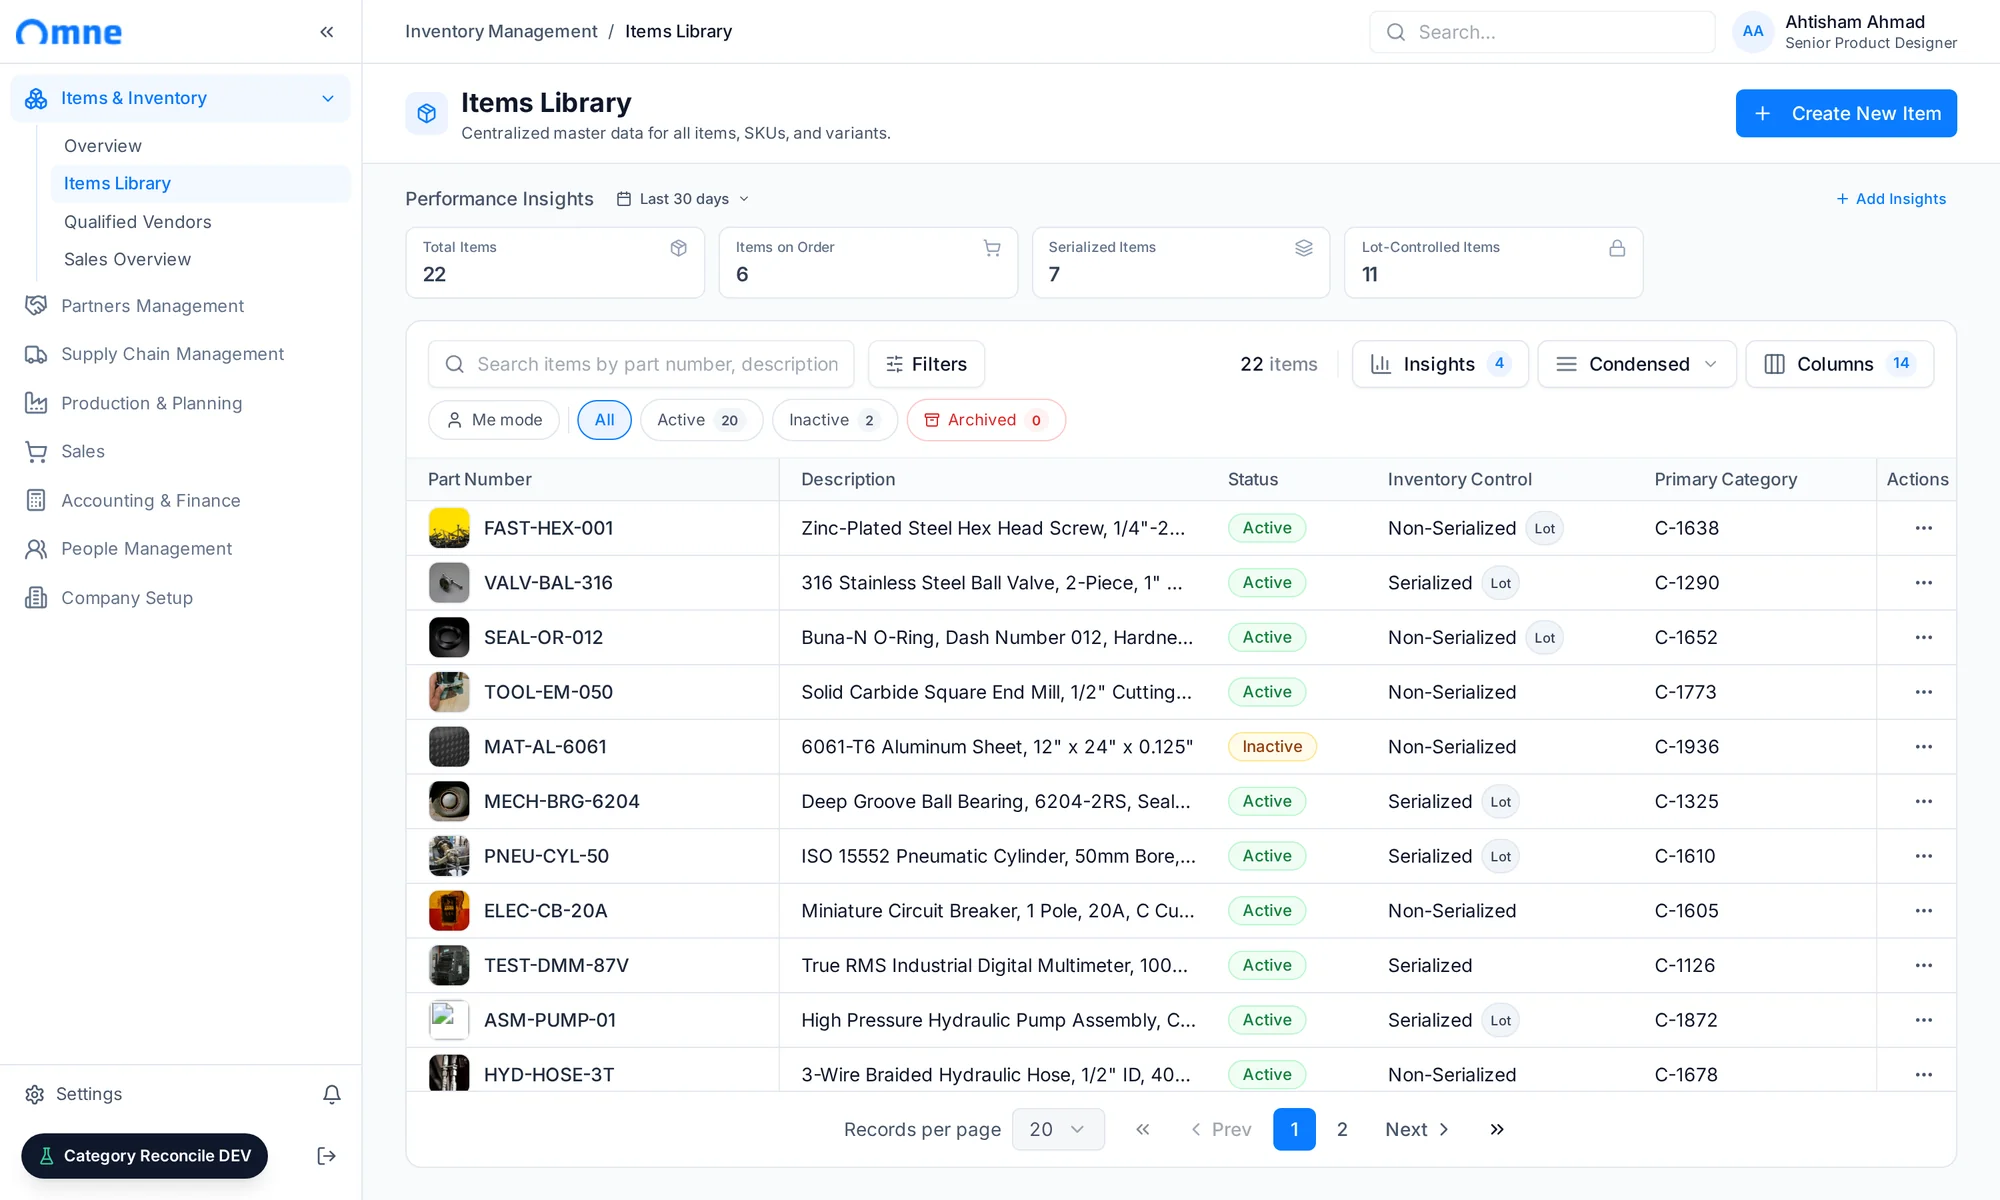 Omne
Items & Inventory
Overview
Items Library
Qualified Vendors
Sales Overview
Partners Management
Supply Chain Management
Production & Planning
Sales
Accounting & Finance
People Management
Company Setup
Settings
Category Reconcile DEV
Inventory Management / Items Library
Search...
AA
Ahtisham Ahmad
Senior Product Designer
Items Library
Centralized master data for all items, SKUs, and variants.
+ Create New Item
Performance Insights
Last 30 days
+ Add Insights
Total Items
22
Items on Order
6
Serialized Items
7
Lot-Controlled Items
11
Search items by part number, description
Filters
22 items
Insights 4
Condensed
Columns 14
Me mode
All
Active 20
Inactive 2
Archived 0
Part Number Description Status Inventory Control Primary Category Actions
FAST-HEX-001 Zinc-Plated Steel Hex Head Screw, 1/4"-2... Active Non-Serialized Lot C-1638 ...
VALV-BAL-316 316 Stainless Steel Ball Valve, 2-Piece, 1" ... Active Serialized Lot C-1290 ...
SEAL-OR-012 Buna-N O-Ring, Dash Number 012, Hardne... Active Non-Serialized Lot C-1652 ...
TOOL-EM-050 Solid Carbide Square End Mill, 1/2" Cutting... Active Non-Serialized C-1773 ...
MAT-AL-6061 6061-T6 Aluminum Sheet, 12" x 24" x 0.125" Inactive Non-Serialized C-1936 ...
MECH-BRG-6204 Deep Groove Ball Bearing, 6204-2RS, Seal... Active Serialized Lot C-1325 ...
PNEU-CYL-50 ISO 15552 Pneumatic Cylinder, 50mm Bore,... Active Serialized Lot C-1610 ...
ELEC-CB-20A Miniature Circuit Breaker, 1 Pole, 20A, C Cu... Active Non-Serialized C-1605 ...
TEST-DMM-87V True RMS Industrial Digital Multimeter, 100... Active Serialized C-1126 ...
ASM-PUMP-01 High Pressure Hydraulic Pump Assembly, C... Active Serialized Lot C-1872 ...
HYD-HOSE-3T 3-Wire Braided Hydraulic Hose, 1/2" ID, 40... Active Non-Serialized C-1678 ...
Records per page 20 « < Prev 1 2 Next > »